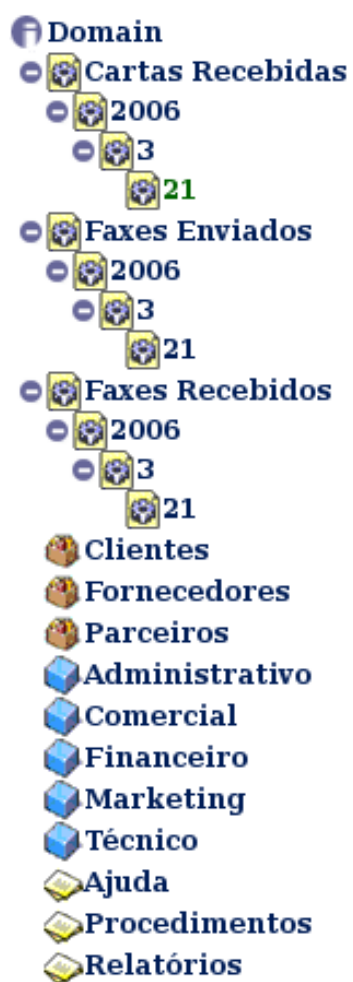 Domain
Cartas Recebidas
2006
3
21
Faxes Enviados
2006
3
21
Faxes Recebidos
2006
3
21
Clientes
Fornecedores
Parceiros
Administrativo
Comercial
Financeiro
Marketing
Técnico
Ajuda
Procedimentos
Relatórios